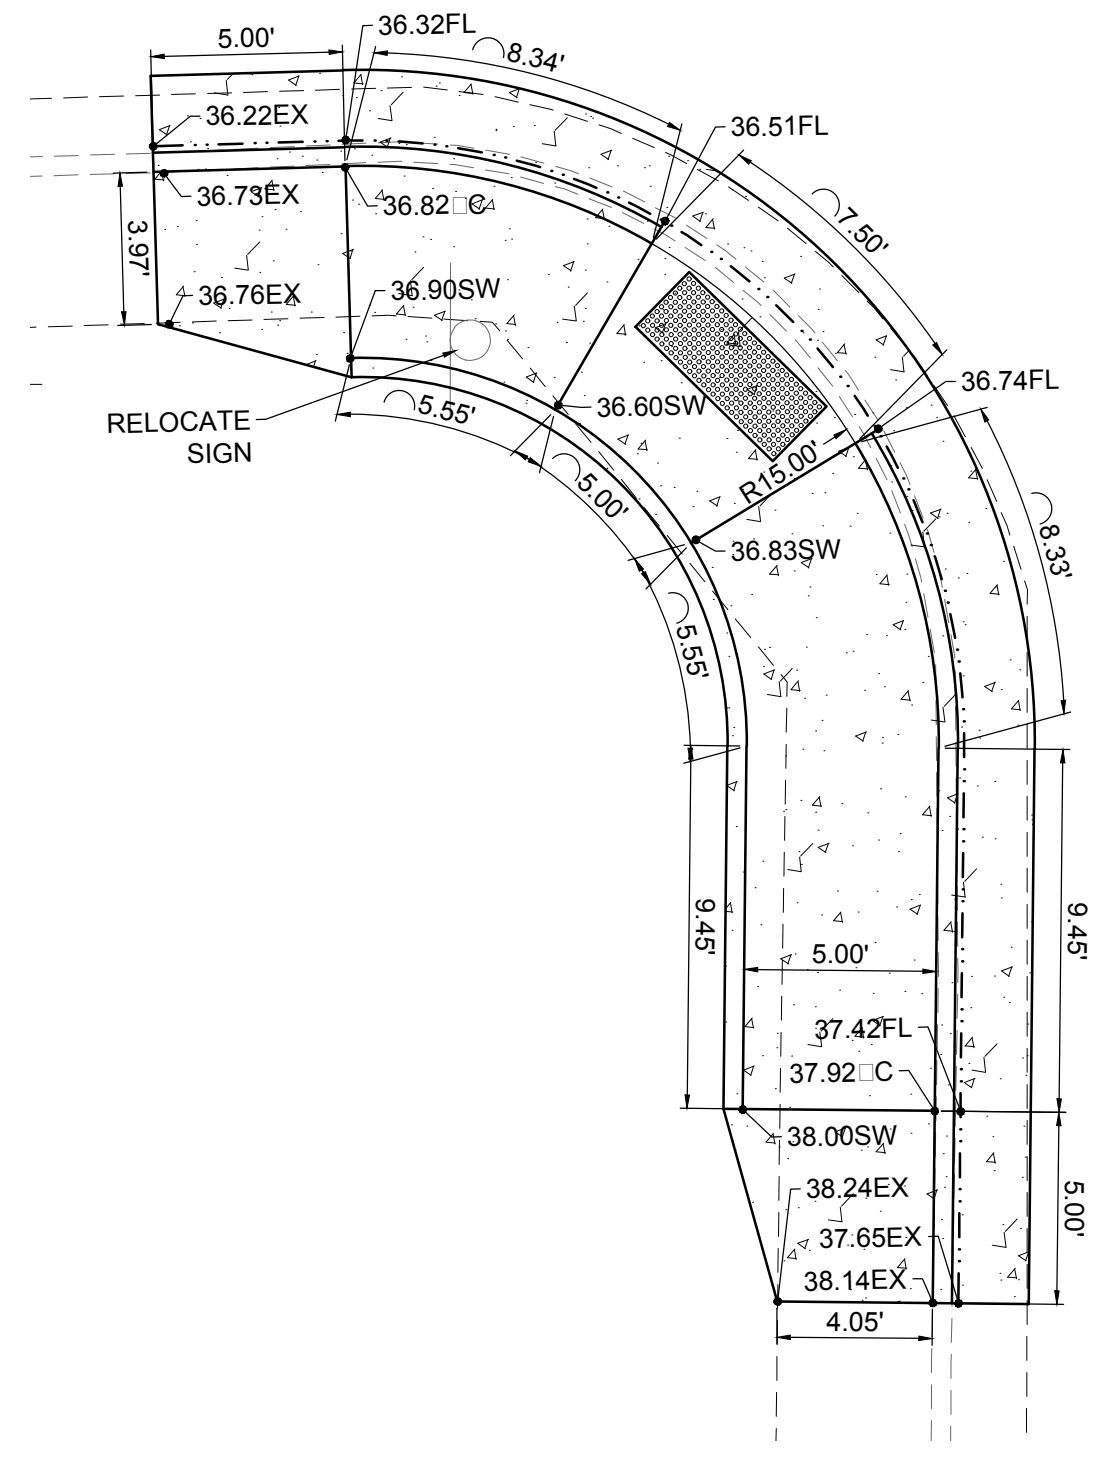 5.00'
36.32FL
8.34'
36.22EX
36.51FL
36.73EX
36.82□C
7.50'
3.97'
36.76EX
36.90SW
36.74FL
RELOCATE
SIGN
5.55'
36.60SW
R15.00'
5.00'
36.83SW
8.33'
5.55'
9.45'
9.45'
5.00'
37.42FL
37.92□C
38.00SW
38.24EX
5.00'
37.65EX
38.14EX
4.05'